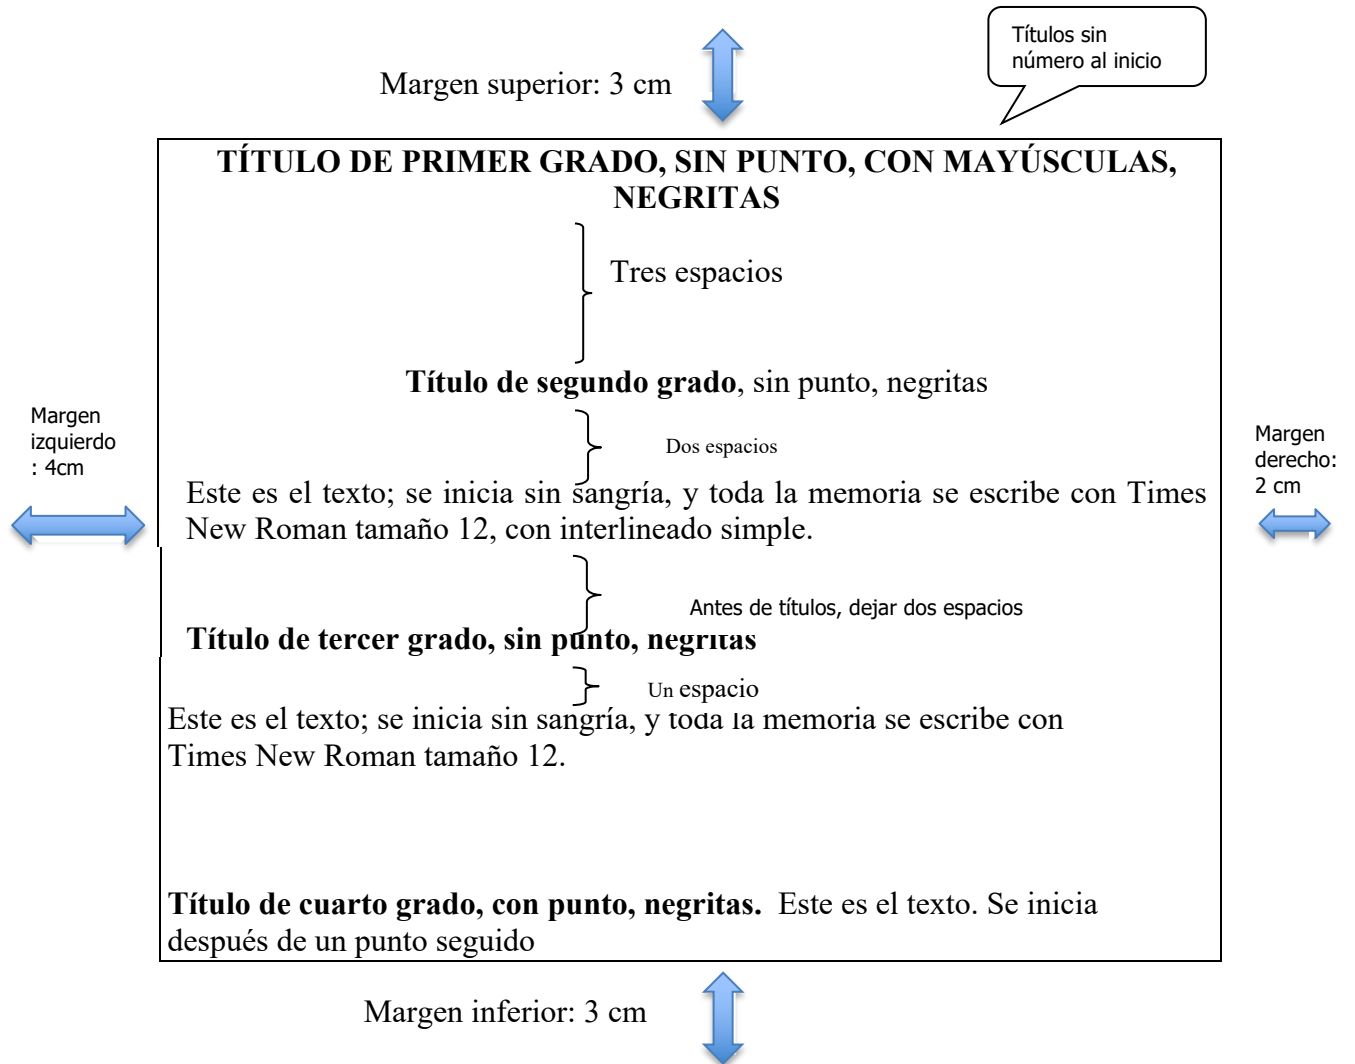 Títulos sin
número al inicio
Margen superior: 3 cm
TÍTULO DE PRIMER GRADO, SIN PUNTO, CON MAYÚSCULAS,
NEGRITAS
Tres espacios
Título de segundo grado, sin punto, negritas
Margen
izquierdo
: 4cm
Dos espacios
Margen
derecho:
2 cm
Este es el texto; se inicia sin sangría, y toda la memoria se escribe con Times
New Roman tamaño 12, con interlineado simple.
Antes de títulos, dejar dos espacios
Título de tercer grado, sin punto, negritas
Un espacio
Este es el texto; se inicia sin sangría, y toda la memoria se escribe con
Times New Roman tamaño 12.
Título de cuarto grado, con punto, negritas. Este es el texto. Se inicia
después de un punto seguido
Margen inferior: 3 cm